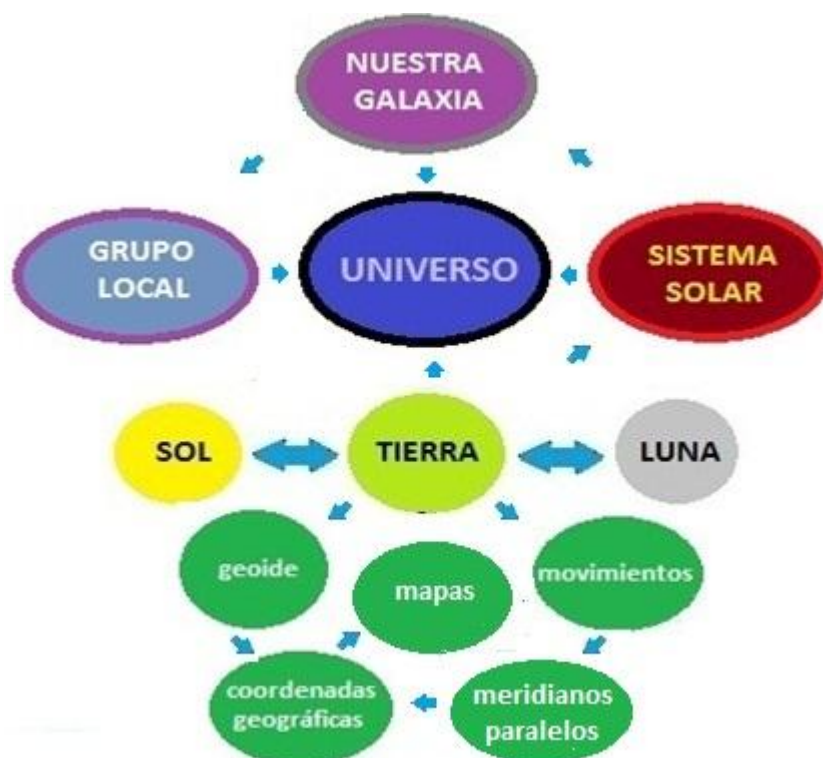 NUESTRA
GALAXIA
GRUPO
LOCAL
UNIVERSO
SISTEMA
SOLAR
SOL
TIERRA
LUNA
geoide
mapas
movimientos
coordenadas
geográficas
meridianos
paralelos